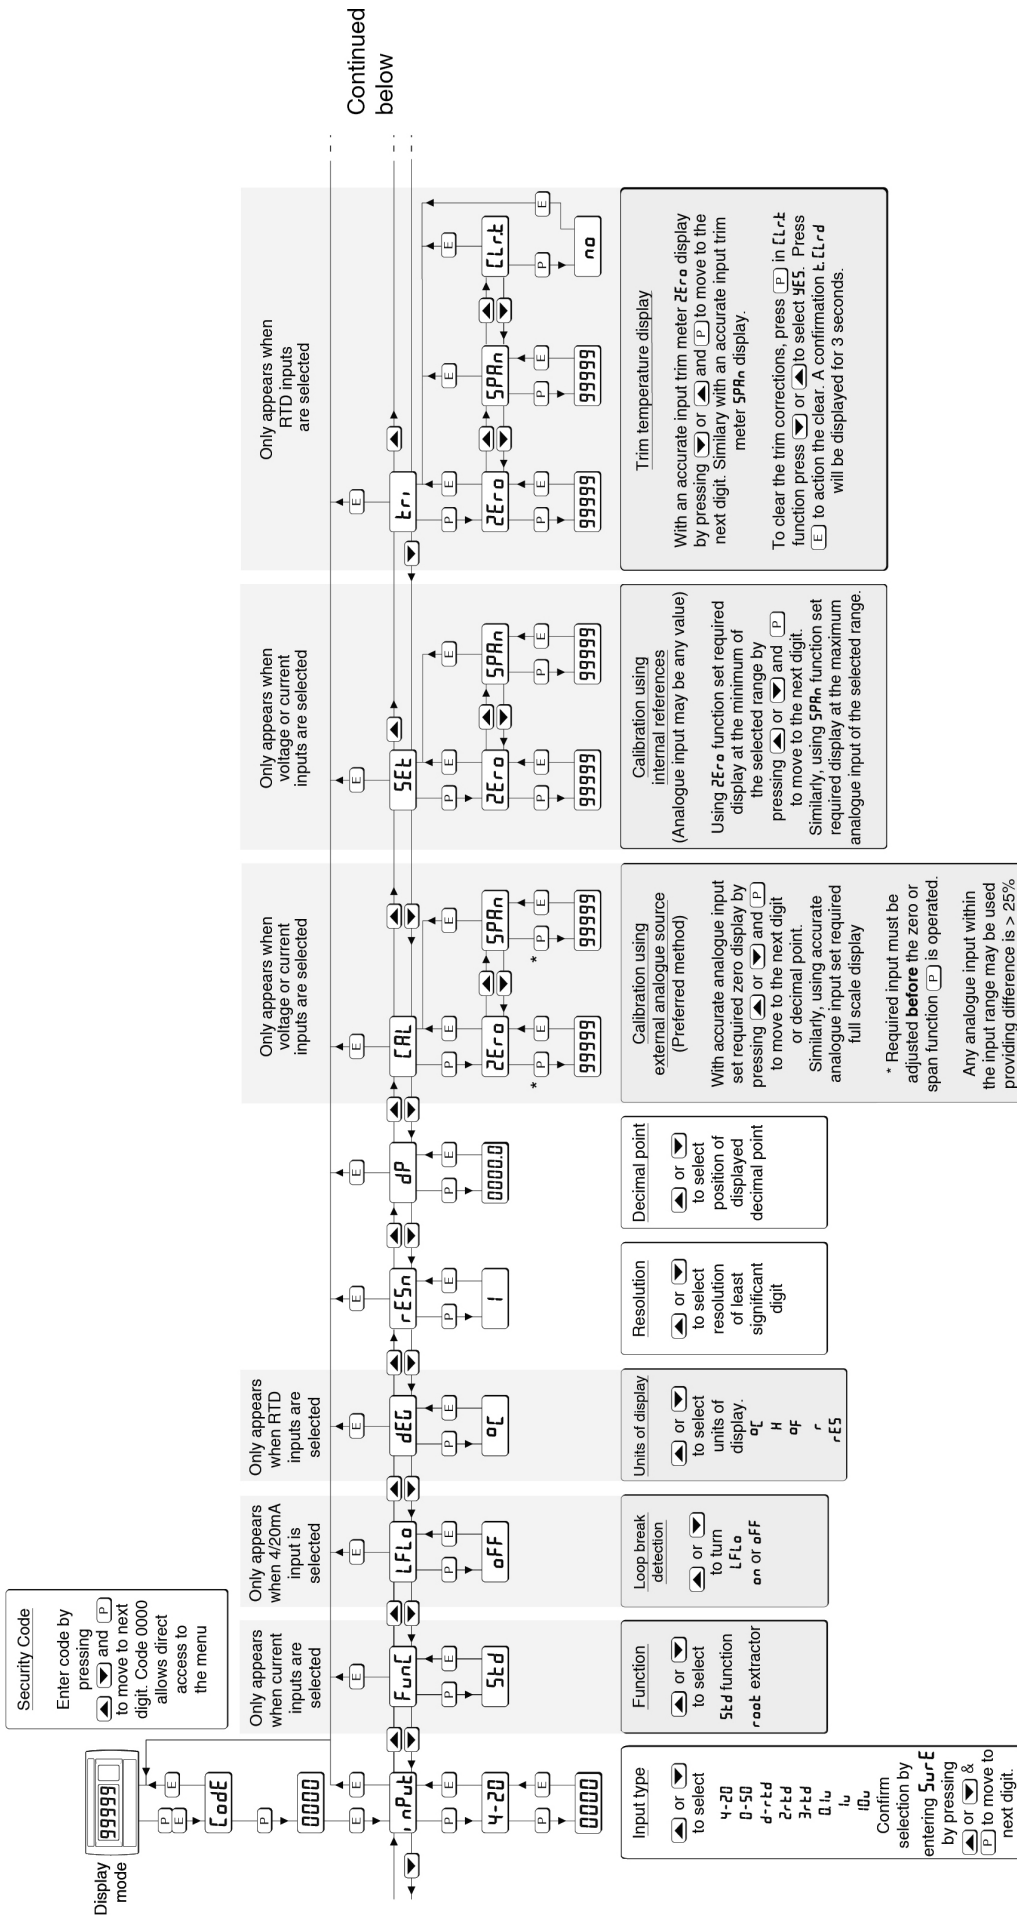 Display
mode
99999
P
E
E
CodE
P
0000
E
E
Security Code
Enter code by
pressing
▲ ▼ and P
to move to next
digit. Code 0000
allows direct
access to
the menu
inPut
P
E
4-20
P
E
0000
Input type
▲ or ▼
to select
4-20
0-50
d-rtd
2rtd
3rtd
0.1u
1u
10u
Confirm
selection by
entering SurE
by pressing
▲ or ▼ &
P to move to
next digit.
Only appears
when current
inputs are
selected
E
FunC
P
E
Std
Function
▲ or ▼
to select
Std function
root extractor
Only appears
when 4/20mA
input is
selected
E
LFLo
P
E
oFF
Loop break
detection
▲ or ▼
to turn
LFLo
on or oFF
Only appears
when RTD
inputs are
selected
E
dEG
P
E
oC
Units of display
▲ or ▼
to select
units of
display.
oC
H
oF
r
rES
E
rESn
P
E
1
Resolution
▲ or ▼
to select
resolution
of least
significant
digit
E
dP
P
E
0000.0
Decimal point
▲ or ▼
to select
position of
displayed
decimal point
Only appears when
voltage or current
inputs are selected
E
CAL
P
E
E
2Ero
SPAn
* P
E
* P
E
99999
99999
Calibration using
external analogue source
(Preferred method)
With accurate analogue input
set required zero display by
pressing ▲ or ▼ and P
to move to the next digit
or decimal point.
Similarly, using accurate
analogue input set required
full scale display
* Required input must be
adjusted before the zero or
span function P is operated.
Any analogue input within
the input range may be used
providing difference is > 25%
Only appears when
voltage or current
inputs are selected
E
SEt
P
E
E
2Ero
SPAn
P
E
P
E
99999
99999
Calibration using
internal references
(Analogue input may be any value)
Using 2Ero function set required
display at the minimum of
the selected range by
pressing ▲ or ▼ and P
to move to the next digit.
Similarly, using SPAn function set
required display at the maximum
analogue input of the selected range.
Only appears when
RTD inputs
are selected
E
tri
P
E
E
E
2Ero
SPAn
CLr.t
P
E
P
E
P
E
99999
99999
no
Trim temperature display
With an accurate input trim meter 2Ero display
by pressing ▼ or ▲ and P to move to the
next digit. Similary with an accurate input trim
meter SPAn display.
To clear the trim corrections, press P in CLr.t
function press ▼ or ▲ to select YES. Press
E to action the clear. A confirmation t.CLrd
will be displayed for 3 seconds.
Continued
below